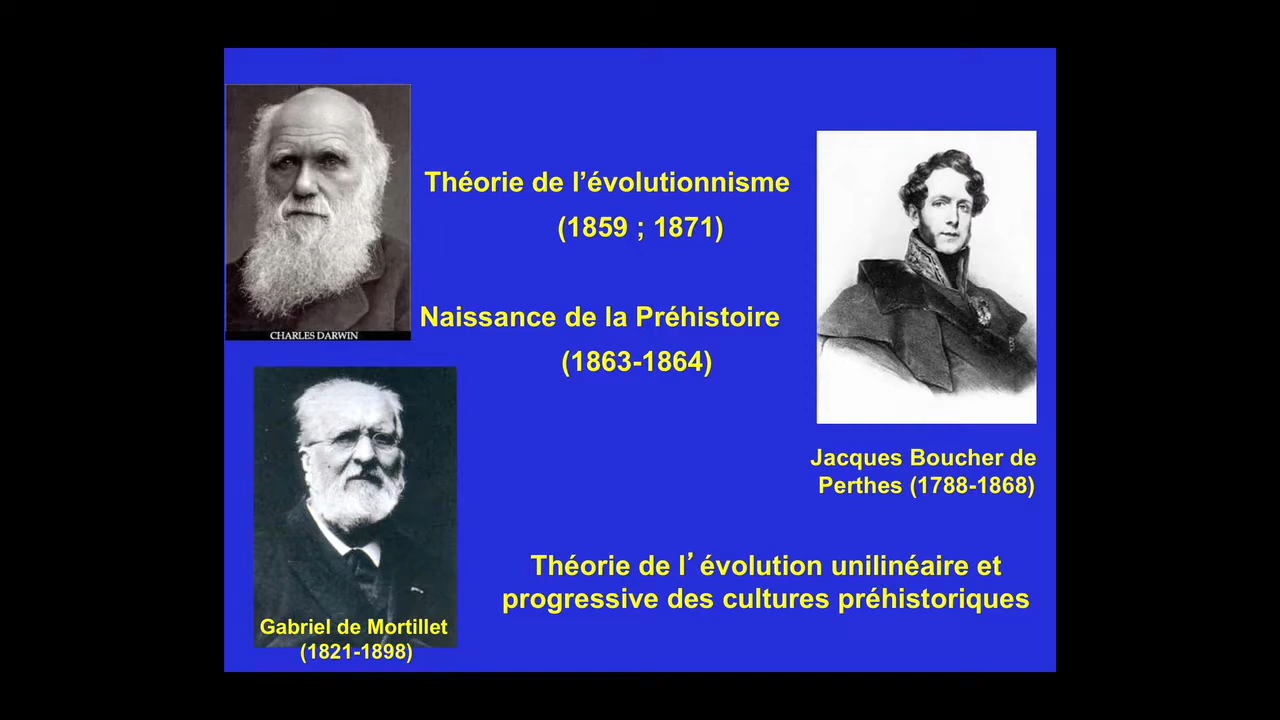 Théorie de l’évolutionnisme
(1859 ; 1871)
CHARLES DARWIN
Naissance de la Préhistoire
(1863-1864)
Jacques Boucher de
Perthes (1788-1868)
Théorie de l’évolution unilinéaire et
progressive des cultures préhistoriques
Gabriel de Mortillet
(1821-1898)